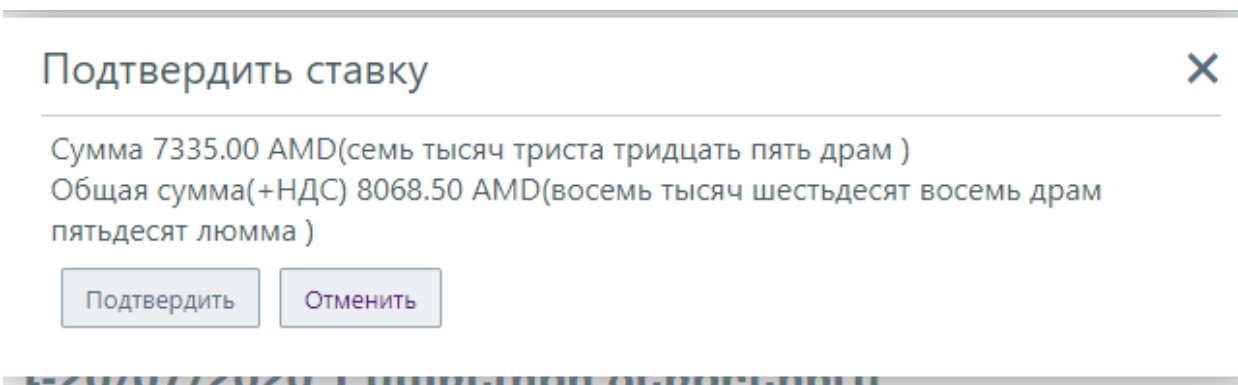 Подтвердить ставку
Сумма 7335.00 AMD(семь тысяч триста тридцать пять драм )
Общая сумма(+НДС) 8068.50 AMD(восемь тысяч шестьдесят восемь драм
пятьдесят люмма )
Подтвердить Отменить